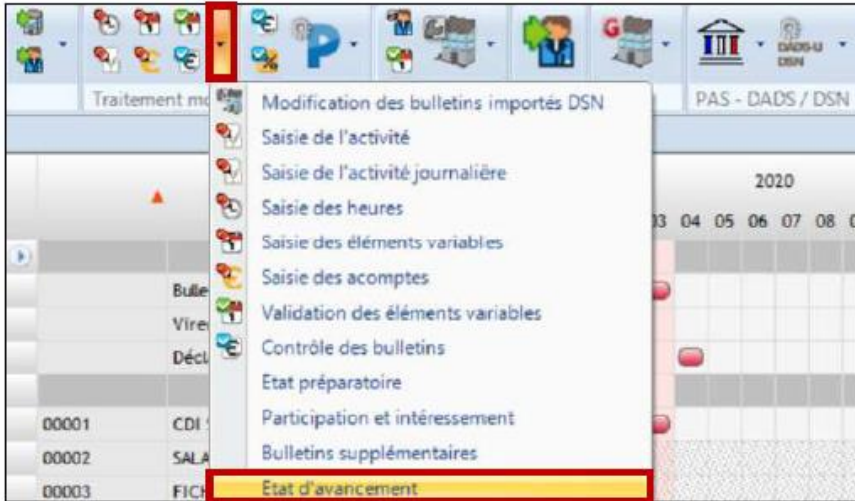 P
G
DADS-U
DSN
Traitement mo
PAS - DADS / DSN
Modification des bulletins importés DSN
Saisie de l'activité
Saisie de l'activité journalière
2020
Saisie des heures
03 04 05 06 07 08
Saisie des éléments variables
Bulle
Saisie des acomptes
Vire
Validation des éléments variables
Décl
Contrôle des bulletins
Etat préparatoire
00001 CDI
Participation et intéressement
00002 SALA
Bulletins supplémentaires
00003 FICH
Etat d'avancement